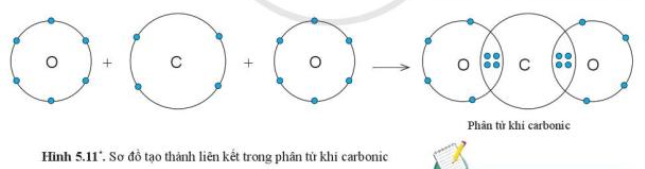 O + C + O O C O
Phân tử khí carbonic
Hình 5.11*. Sơ đồ tạo thành liên kết trong phân tử khí carbonic